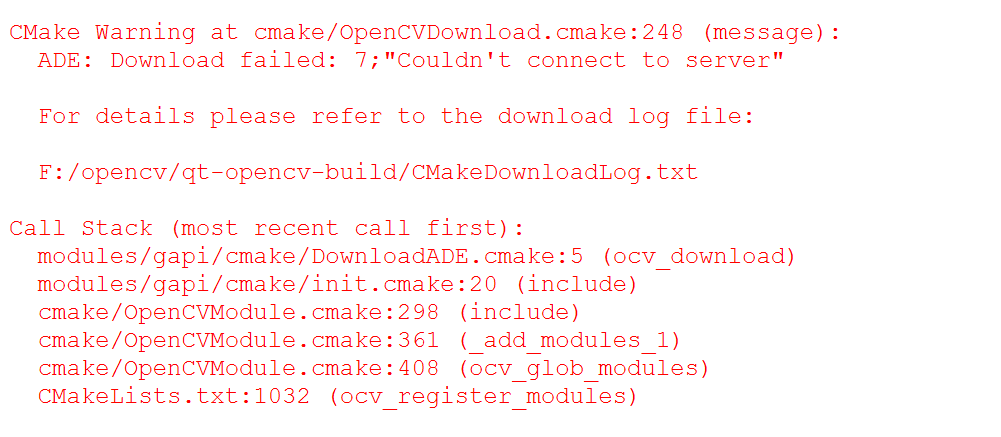 CMake Warning at cmake/OpenCVDownload.cmake:248 (message):
ADE: Download failed: 7;"Couldn't connect to server"
For details please refer to the download log file:
F:/opencv/qt-opencv-build/CMakeDownloadLog.txt
Call Stack (most recent call first):
modules/gapi/cmake/DownloadADE.cmake:5 (ocv_download)
modules/gapi/cmake/init.cmake:20 (include)
cmake/OpenCVModule.cmake:298 (include)
cmake/OpenCVModule.cmake:361 (_add_modules_1)
cmake/OpenCVModule.cmake:408 (ocv_glob_modules)
CMakeLists.txt:1032 (ocv_register_modules)